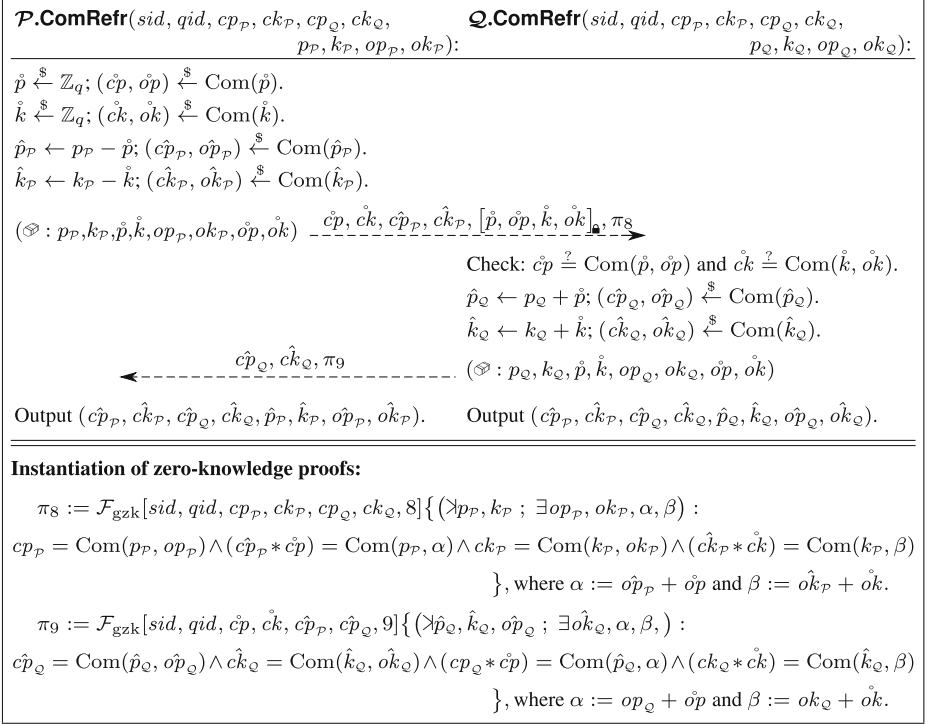 𝒫.ComRefr(sid, qid, cp_𝒫, ck_𝒫, cp_𝒬, ck_𝒬,
p_𝒫, k_𝒫, op_𝒫, ok_𝒫):
𝒬.ComRefr(sid, qid, cp_𝒫, ck_𝒫, cp_𝒬, ck_𝒬,
p_𝒬, k_𝒬, op_𝒬, ok_𝒬):
p̊ ←$ ℤ_q; (c̊p, o̊p) ←$ Com(p̊).
k̊ ←$ ℤ_q; (c̊k, o̊k) ←$ Com(k̊).
p̂_𝒫 ← p_𝒫 − p̊; (ĉp_𝒫, ôp_𝒫) ←$ Com(p̂_𝒫).
k̂_𝒫 ← k_𝒫 − k̊; (ĉk_𝒫, ôk_𝒫) ←$ Com(k̂_𝒫).
( : p_𝒫,k_𝒫,p̊,k̊,op_𝒫,ok_𝒫,o̊p,o̊k) c̊p, c̊k, ĉp_𝒫, ĉk_𝒫, [p̊, o̊p, k̊, o̊k]🔒, π₈
Check: c̊p ≟ Com(p̊, o̊p) and c̊k ≟ Com(k̊, o̊k).
p̂_𝒬 ← p_𝒬 + p̊; (ĉp_𝒬, ôp_𝒬) ←$ Com(p̂_𝒬).
k̂_𝒬 ← k_𝒬 + k̊; (ĉk_𝒬, ôk_𝒬) ←$ Com(k̂_𝒬).
ĉp_𝒬, ĉk_𝒬, π₉ ( : p_𝒬, k_𝒬, p̊, k̊, op_𝒬, ok_𝒬, o̊p, o̊k)
Output (ĉp_𝒫, ĉk_𝒫, ĉp_𝒬, ĉk_𝒬, p̂_𝒫, k̂_𝒫, ôp_𝒫, ôk_𝒫).
Output (ĉp_𝒫, ĉk_𝒫, ĉp_𝒬, ĉk_𝒬, p̂_𝒬, k̂_𝒬, ôp_𝒬, ôk_𝒬).
Instantiation of zero-knowledge proofs:
π₈ := ℱ_gzk[sid, qid, cp_𝒫, ck_𝒫, cp_𝒬, ck_𝒬, 8]{(⅄p_𝒫, k_𝒫 ; ∃op_𝒫, ok_𝒫, α, β) :
cp_𝒫 = Com(p_𝒫, op_𝒫)∧(ĉp_𝒫 * c̊p) = Com(p_𝒫, α)∧ck_𝒫 = Com(k_𝒫, ok_𝒫)∧(ĉk_𝒫 * c̊k) = Com(k_𝒫, β)
}, where α := ôp_𝒫 + o̊p and β := ôk_𝒫 + o̊k.
π₉ := ℱ_gzk[sid, qid, c̊p, c̊k, ĉp_𝒫, ĉp_𝒬, 9]{(⅄p̂_𝒬, k̂_𝒬, ôp_𝒬 ; ∃ôk_𝒬, α, β, ) :
ĉp_𝒬 = Com(p̂_𝒬, ôp_𝒬)∧ĉk_𝒬 = Com(k̂_𝒬, ôk_𝒬)∧(cp_𝒬 * c̊p) = Com(p̂_𝒬, α)∧(ck_𝒬 * c̊k) = Com(k̂_𝒬, β)
}, where α := op_𝒬 + o̊p and β := ok_𝒬 + o̊k.